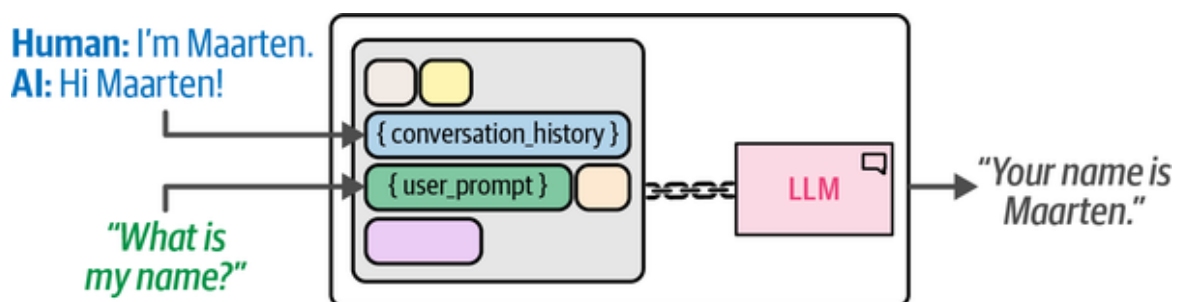 Human: I'm Maarten.
AI: Hi Maarten!
{ conversation_history }
{ user_prompt }
"What is
my name?"
LLM
"Your name is
Maarten."